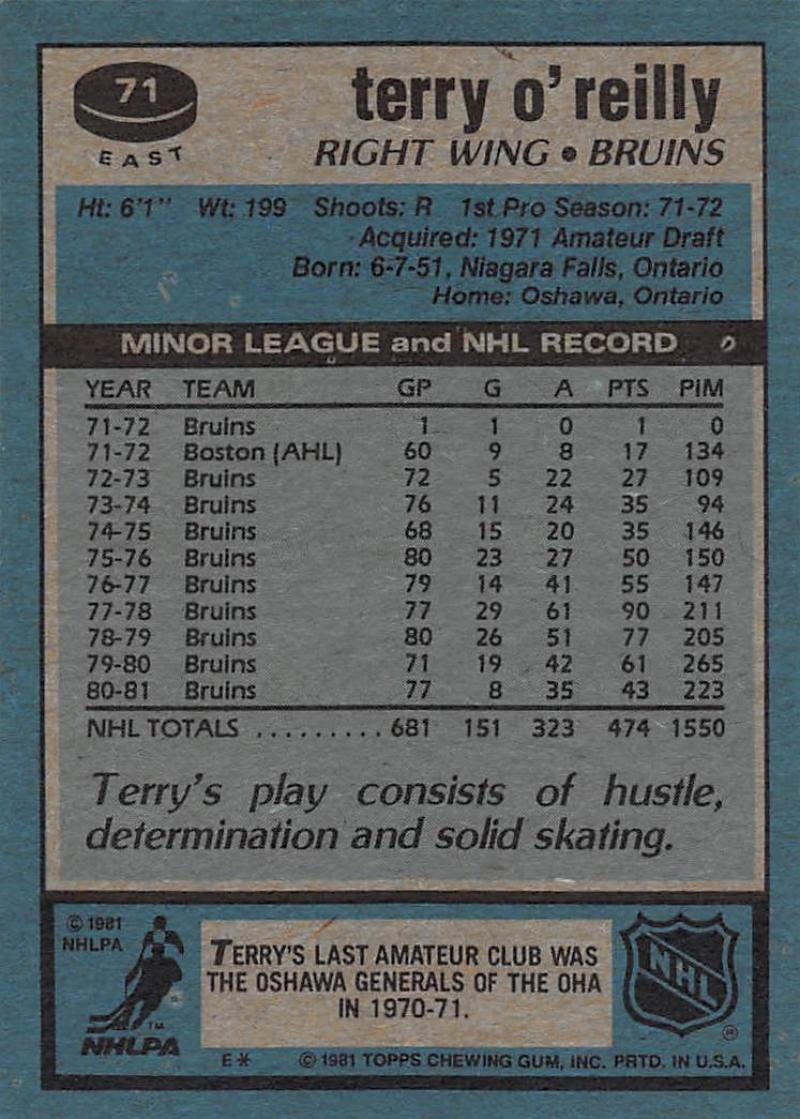 71
EAST
terry o'reilly
RIGHT WING • BRUINS
Ht: 6'1" Wt: 199 Shoots: R 1st Pro Season: 71-72
Acquired: 1971 Amateur Draft
Born: 6-7-51, Niagara Falls, Ontario
Home: Oshawa, Ontario
MINOR LEAGUE and NHL RECORD
YEAR TEAM GP G A PTS PIM
71-72 Bruins 1 1 0 1 0
71-72 Boston (AHL) 60 9 8 17 134
72-73 Bruins 72 5 22 27 109
73-74 Bruins 76 11 24 35 94
74-75 Bruins 68 15 20 35 146
75-76 Bruins 80 23 27 50 150
76-77 Bruins 79 14 41 55 147
77-78 Bruins 77 29 61 90 211
78-79 Bruins 80 26 51 77 205
79-80 Bruins 71 19 42 61 265
80-81 Bruins 77 8 35 43 223
NHL TOTALS ......... 681 151 323 474 1550
Terry's play consists of hustle,
determination and solid skating.
© 1981
NHLPA
TM
NHLPA
TERRY'S LAST AMATEUR CLUB WAS
THE OSHAWA GENERALS OF THE OHA
IN 1970-71.
NHL
®
E* © 1981 TOPPS CHEWING GUM, INC. PRTD. IN U.S.A.